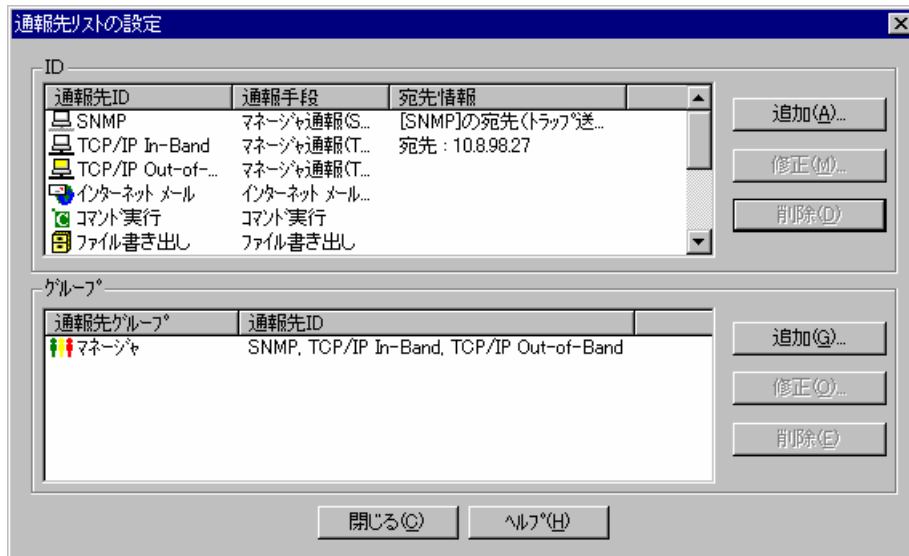 通報先リストの設定
ID
通報先ID 通報手段 宛先情報
SNMP マネージャ通報(S... [SNMP]の宛先(トラップ送...
TCP/IP In-Band マネージャ通報(T... 宛先 : 10.8.98.27
TCP/IP Out-of-... マネージャ通報(T...
インターネット メール インターネット メール...
コマンド実行 コマンド実行
ファイル書き出し ファイル書き出し
追加(A)...
修正(M)...
削除(D)
グループ
通報先グループ 通報先ID
マネージャ SNMP, TCP/IP In-Band, TCP/IP Out-of-Band
追加(G)...
修正(O)...
削除(E)
閉じる(C) ヘルプ(H)